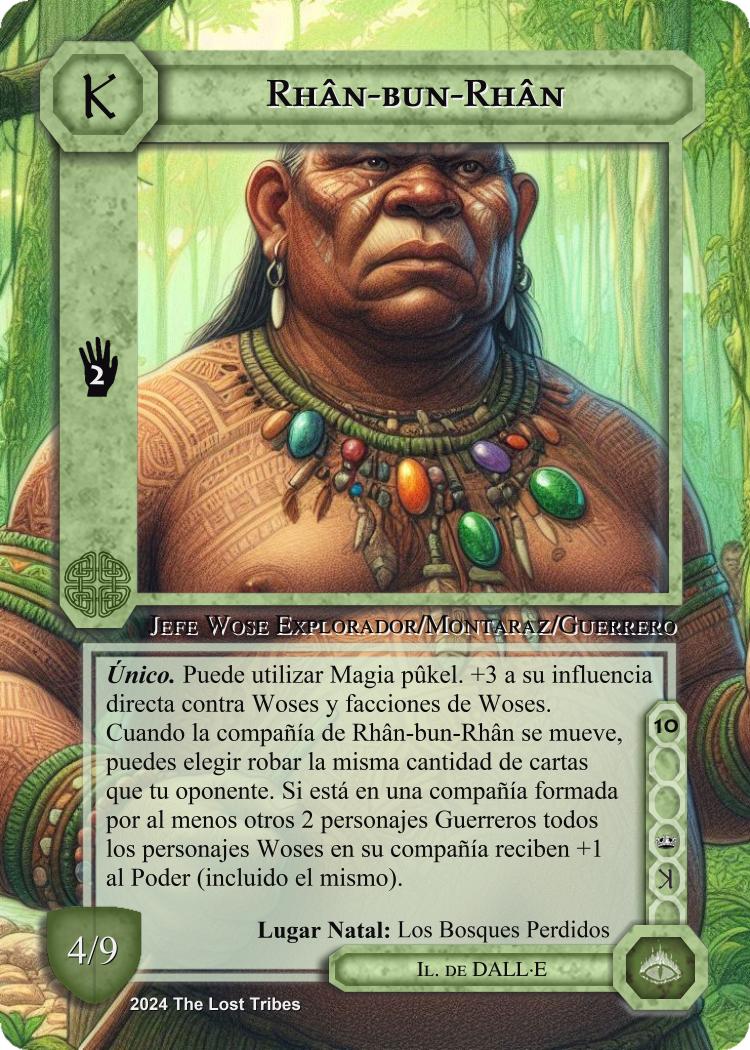 K
Rhân-bun-Rhân
2
Jefe Wose Explorador/Montaraz/Guerrero
Único. Puede utilizar Magia pûkel. +3 a su influencia
directa contra Woses y facciones de Woses.
Cuando la compañía de Rhân-bun-Rhân se mueve,
puedes elegir robar la misma cantidad de cartas
que tu oponente. Si está en una compañía formada
por al menos otros 2 personajes Guerreros todos
los personajes Woses en su compañía reciben +1
al Poder (incluido el mismo).
10
K
Lugar Natal: Los Bosques Perdidos
4/9
Il. de DALL·E
2024 The Lost Tribes